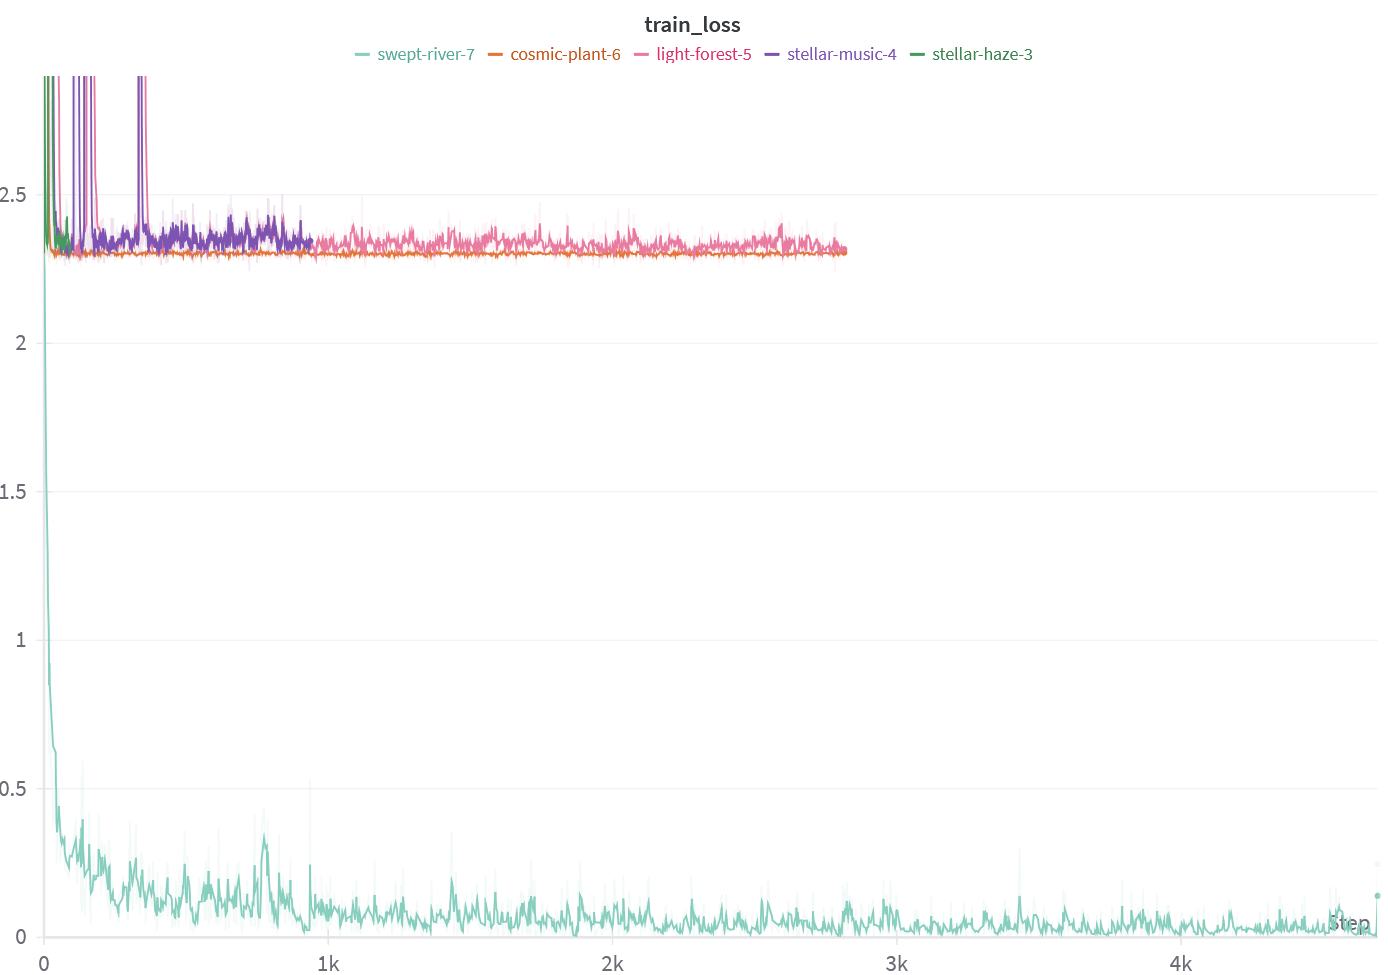 train_loss
swept-river-7 cosmic-plant-6 light-forest-5 stellar-music-4 stellar-haze-3
2.5
2
1.5
1
0.5
0
Step
0 1k 2k 3k 4k